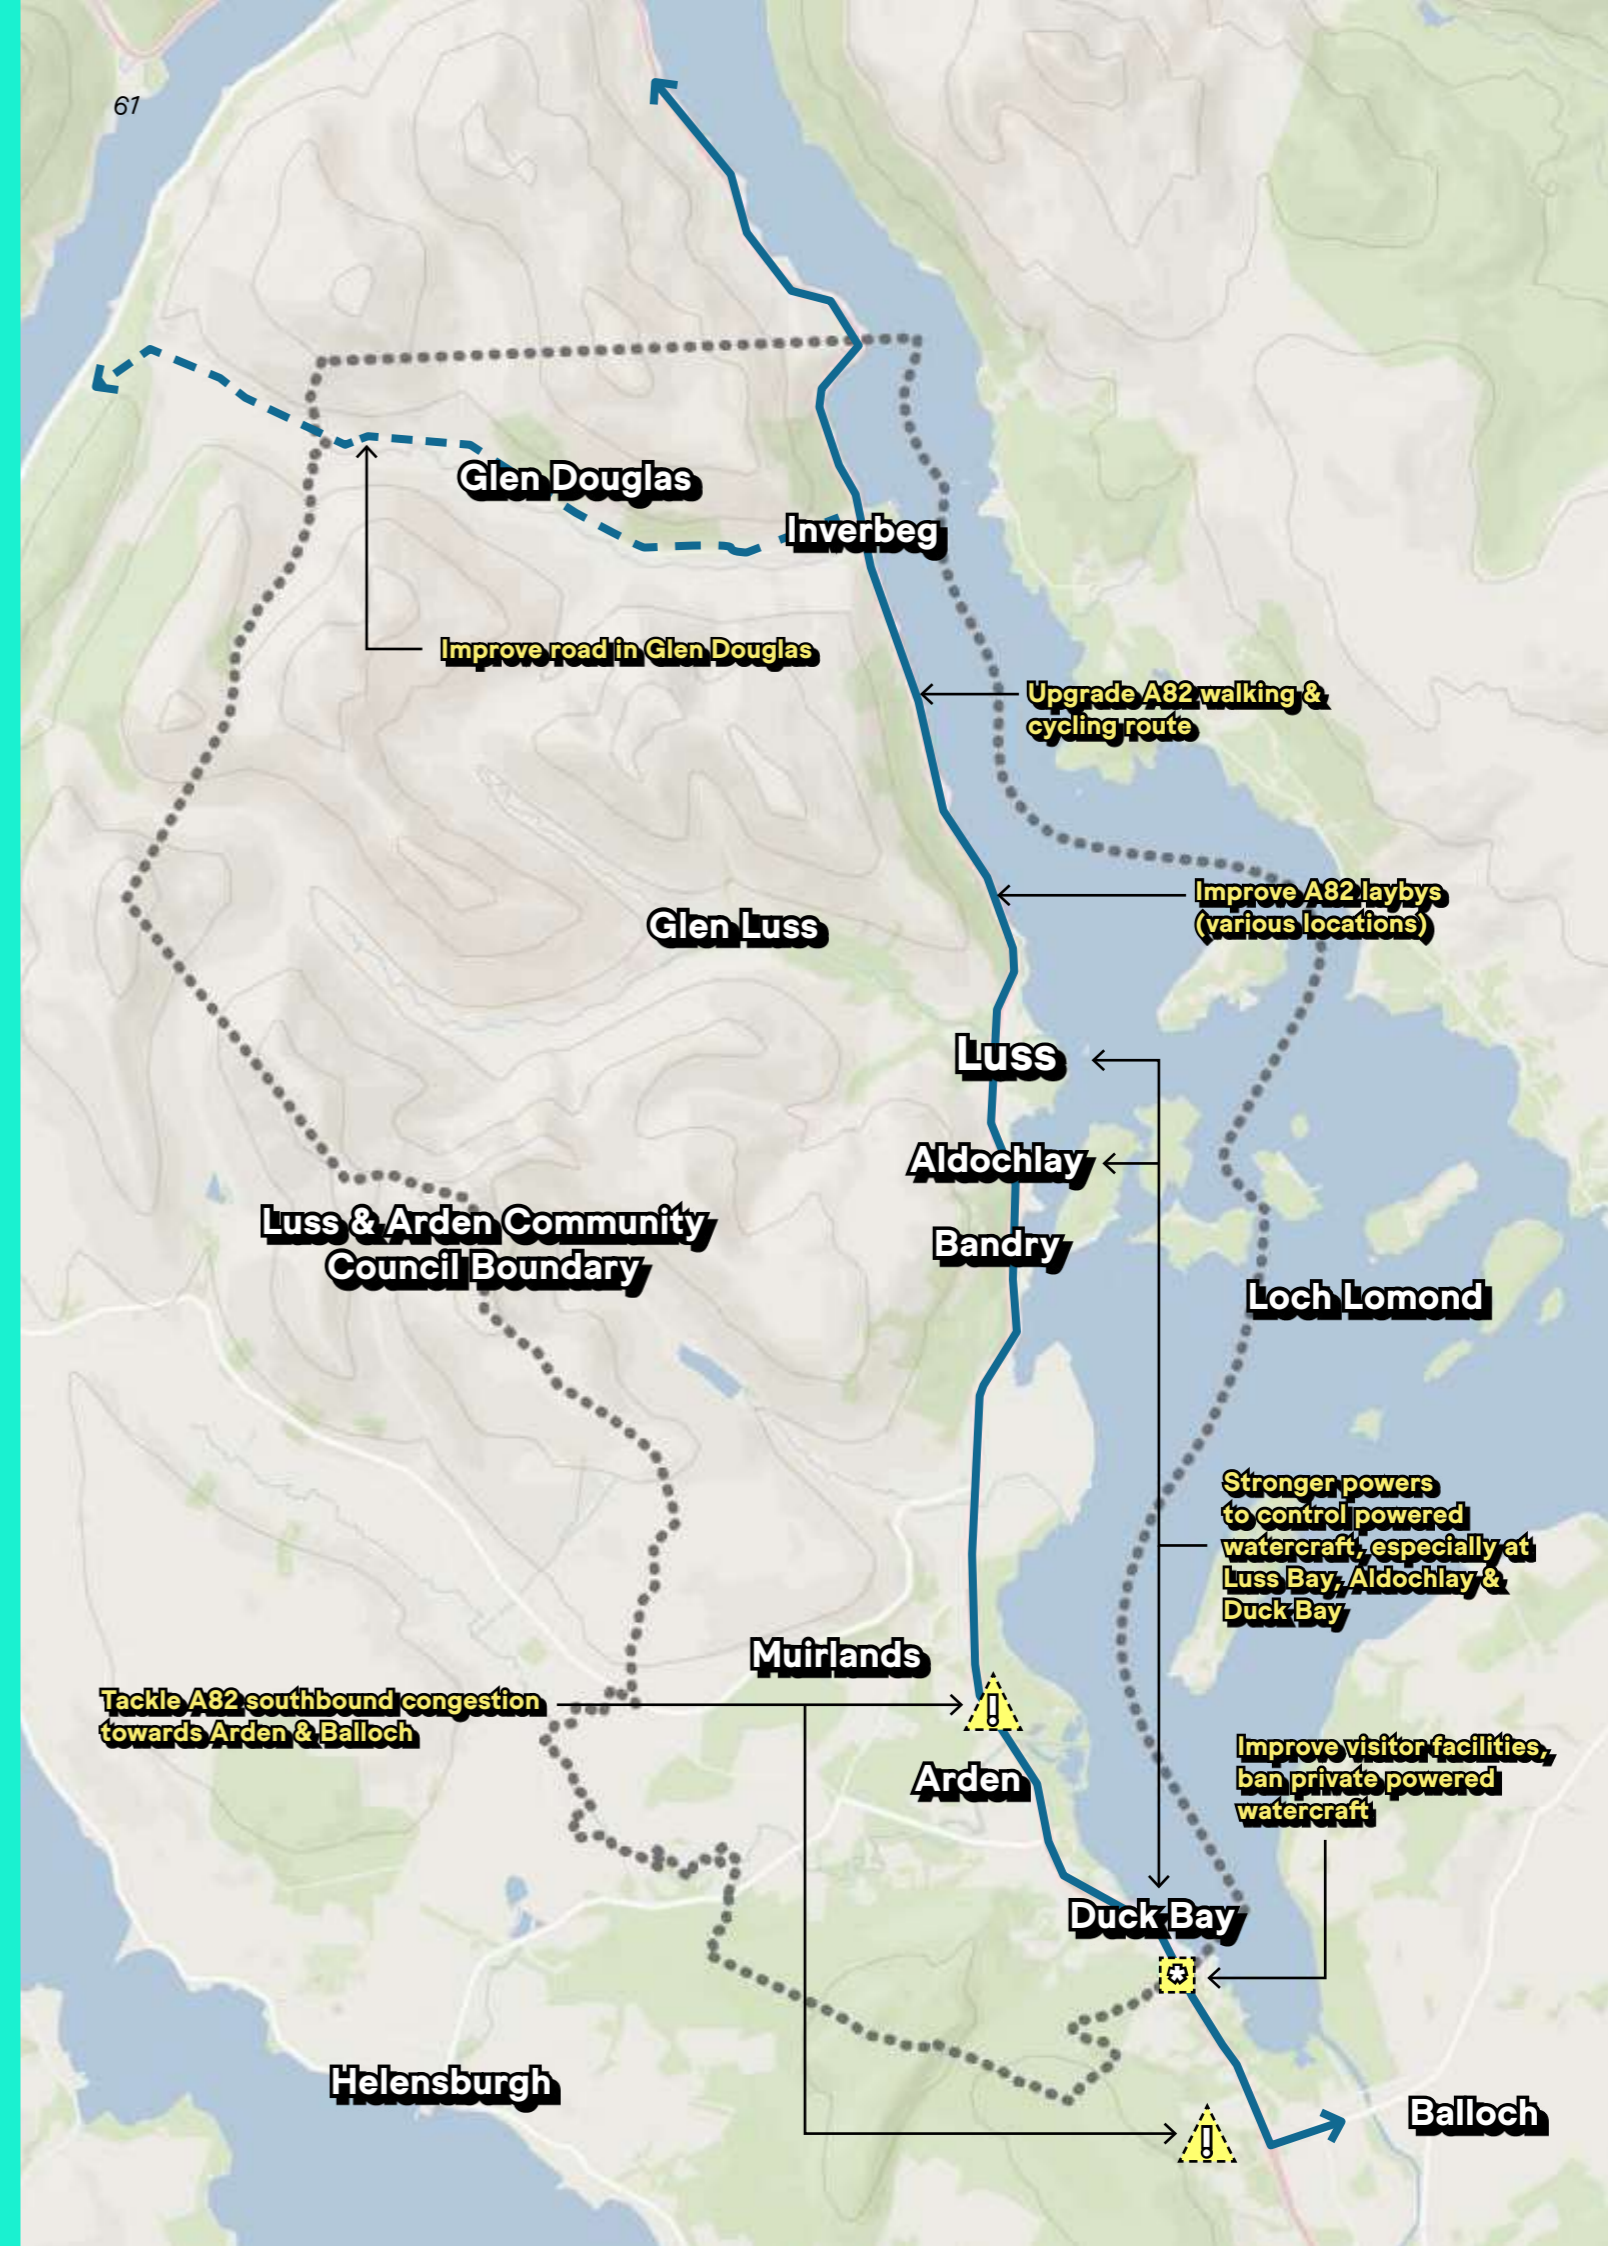 61
Glen Douglas
Inverbeg
Improve road in Glen Douglas
Upgrade A82 walking &
cycling route
Improve A82 laybys
(various locations)
Glen Luss
Luss
Aldochlay
Luss & Arden Community
Council Boundary
Bandry
Loch Lomond
Stronger powers
to control powered
watercraft, especially at
Luss Bay, Aldochlay &
Duck Bay
Muirlands
Tackle A82 southbound congestion
towards Arden & Balloch
Improve visitor facilities,
ban private powered
watercraft
Arden
Duck Bay
Helensburgh
Balloch